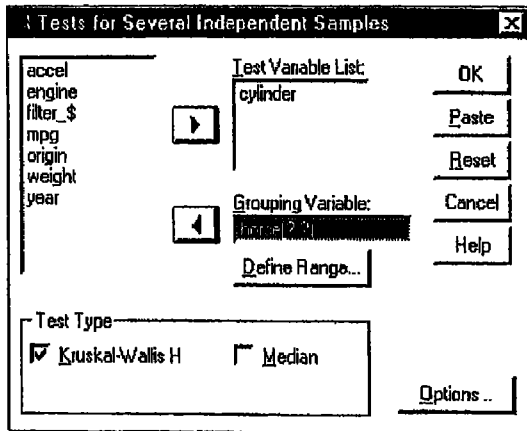 Tests for Several Independent Samples
accel
engine
filter_$
mpg
origin
weight
year
Test Variable List:
cylinder
Grouping Variable:
horse(? ?)
Define Range...
OK
Paste
Reset
Cancel
Help
Test Type
Kruskal-Wallis H
Median
Options..